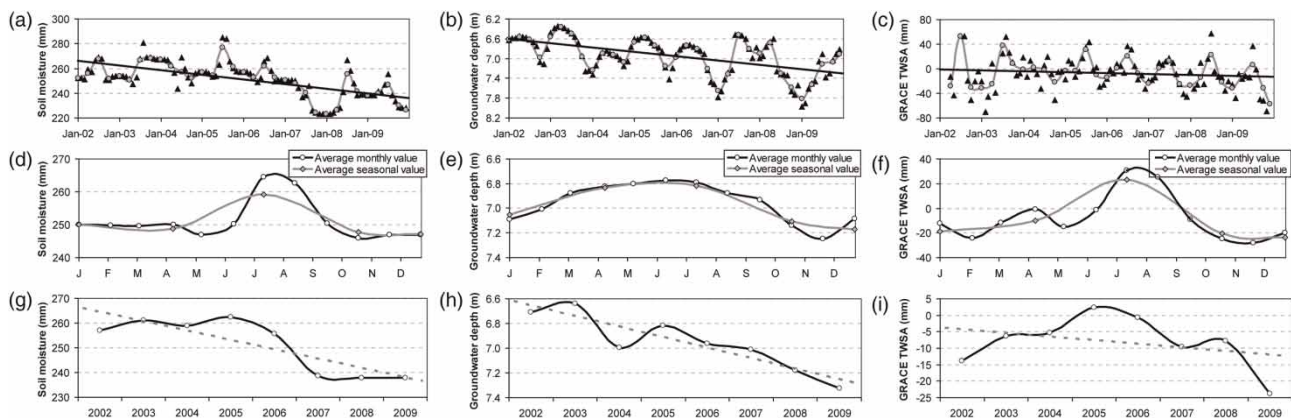 (a)
Soil moisture (mm)
300
280
260
240
220
Jan-02 Jan-03 Jan-04 Jan-05 Jan-06 Jan-07 Jan-08 Jan-09
(b)
Groundwater depth (m)
6.2
6.6
7.0
7.4
7.8
8.2
Jan-02 Jan-03 Jan-04 Jan-05 Jan-06 Jan-07 Jan-08 Jan-09
(c)
GRACE TWSA (mm)
80
40
0
-40
-80
Jan-02 Jan-03 Jan-04 Jan-05 Jan-06 Jan-07 Jan-08 Jan-09
(d)
Soil moisture (mm)
270
260
250
240
Average monthly value
Average seasonal value
J F M A M J J A S O N D
(e)
Groundwater depth (m)
6.6
6.8
7.0
7.2
7.4
Average monthly value
Average seasonal value
J F M A M J J A S O N D
(f)
GRACE TWSA (mm)
40
20
0
-20
-40
Average monthly value
Average seasonal value
J F M A M J J A S O N D
(g)
Soil moisture (mm)
270
260
250
240
230
2002 2003 2004 2005 2006 2007 2008 2009
(h)
Groundwater depth (m)
6.6
6.8
7.0
7.2
7.4
2002 2003 2004 2005 2006 2007 2008 2009
(i)
GRACE TWSA (mm)
5
0
-5
-10
-15
-20
-25
2002 2003 2004 2005 2006 2007 2008 2009